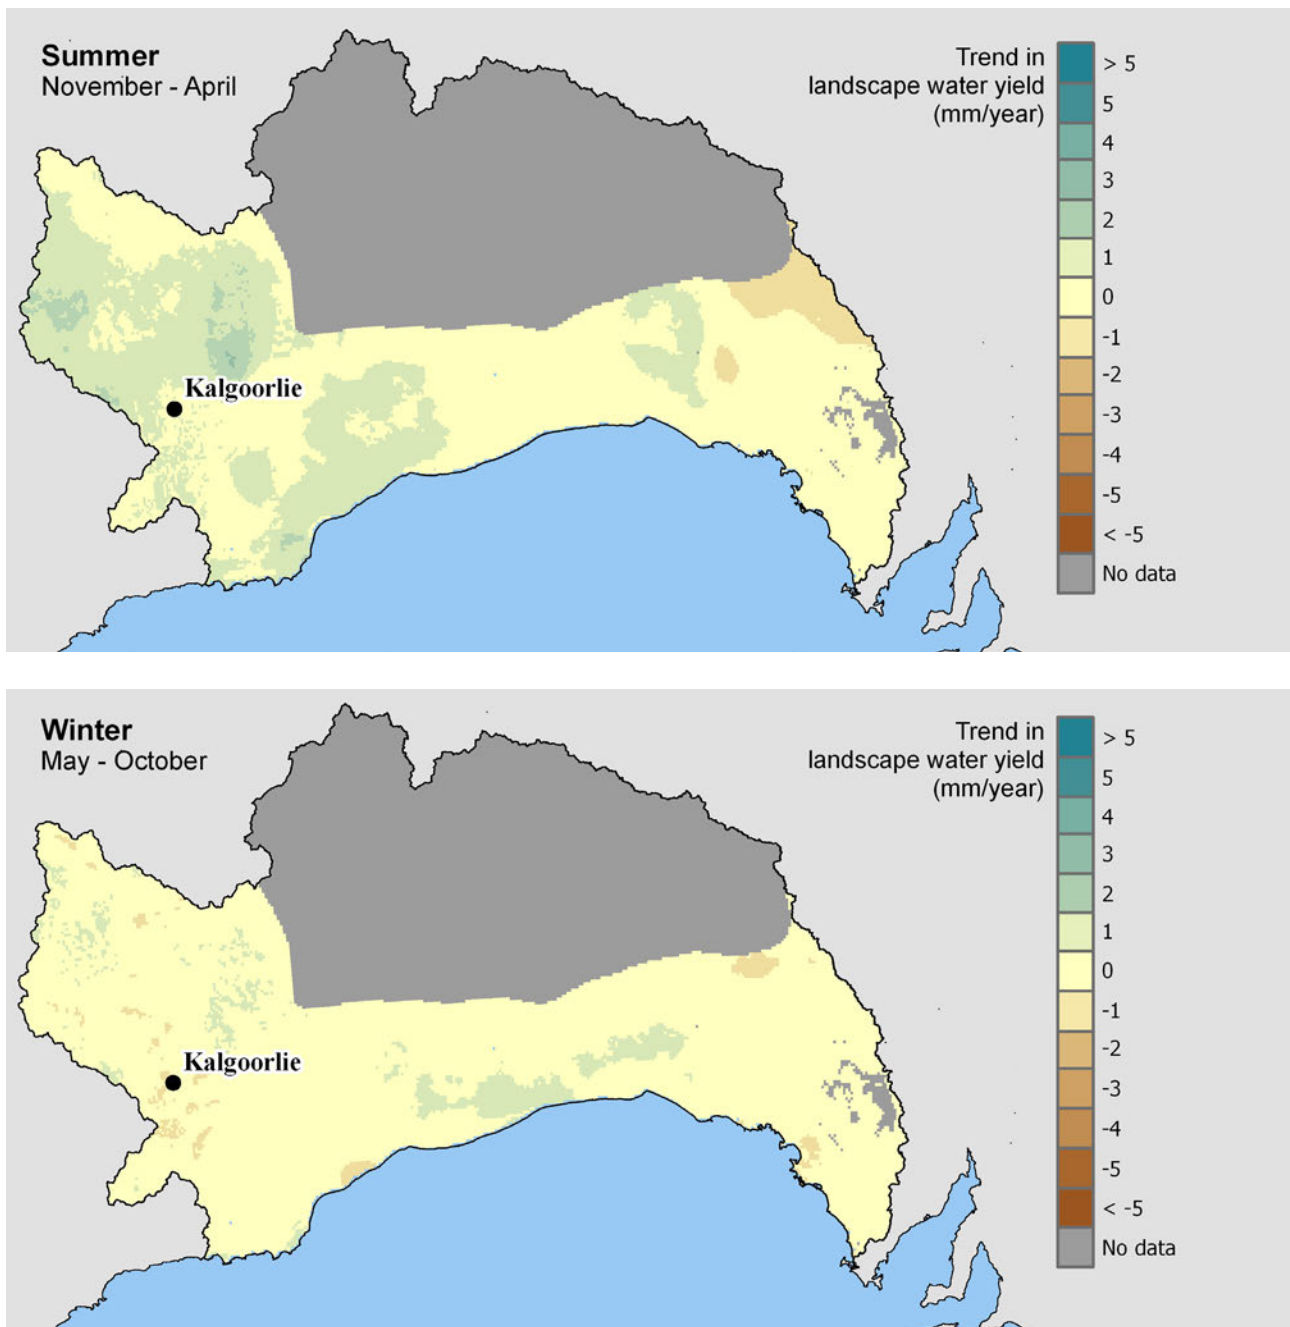 Summer
November - April
Trend in
landscape water yield
(mm/year)
> 5
5
4
3
2
1
0
-1
-2
-3
-4
-5
< -5
No data
Kalgoorlie
Winter
May - October
Trend in
landscape water yield
(mm/year)
> 5
5
4
3
2
1
0
-1
-2
-3
-4
-5
< -5
No data
Kalgoorlie